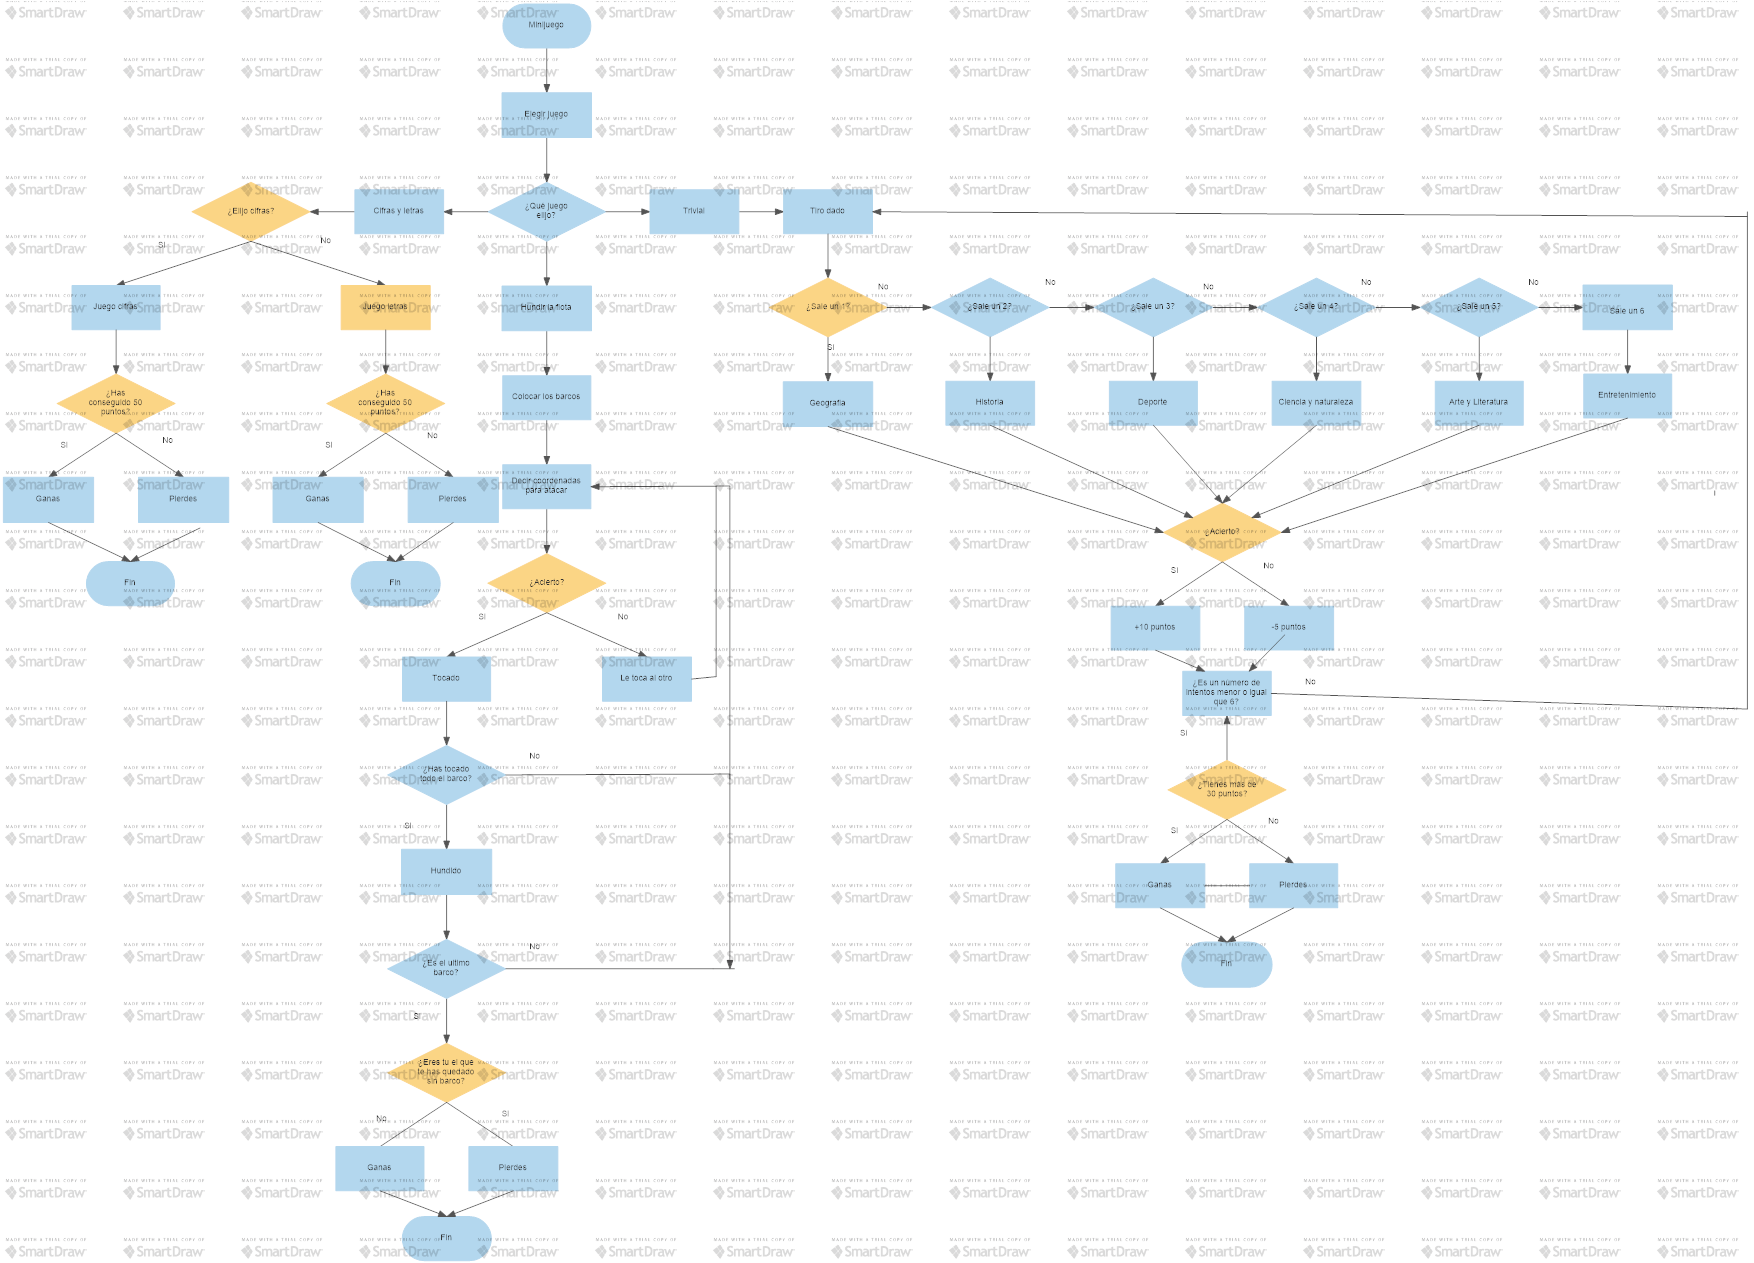 Minijuego
Elegir juego
¿Que juego
elijo?
Cifras y letras
¿Elijo cifras?
Trivial
Tiro dado
Si
No
Juego cifras
Juego letras
¿Has
conseguido 50
puntos?
Si
No
Ganas
Pierdes
Fin
¿Has
conseguido 50
puntos?
Si
No
Ganas
Pierdes
Fin
Hundir la flota
Colocar los barcos
Decir coordenadas
para atacar
¿Acierto?
Si
No
Tocado
Le toca al otro
¿Has tocado
todo el barco?
No
Si
Hundido
¿Es el ultimo
barco?
No
Si
¿Eres tu el que
te has quedado
sin barco?
No
Si
Ganas
Pierdes
Fin
¿Sale un 1?
No
¿Sale un 2?
No
¿Sale un 3?
No
¿Sale un 4?
No
¿Sale un 5?
No
Sale un 6
Si
Geografia
Historia
Deporte
Ciencia y naturaleza
Arte y Literatura
Entretenimiento
¿Acierto?
Si
No
+10 puntos
-5 puntos
¿Es un numero de
intentos menor o igual
que 6?
No
Si
¿Tienes mas de
30 puntos?
Si
No
Ganas
Pierdes
Fin
MADE WITH A TRIAL COPY OF
SmartDraw